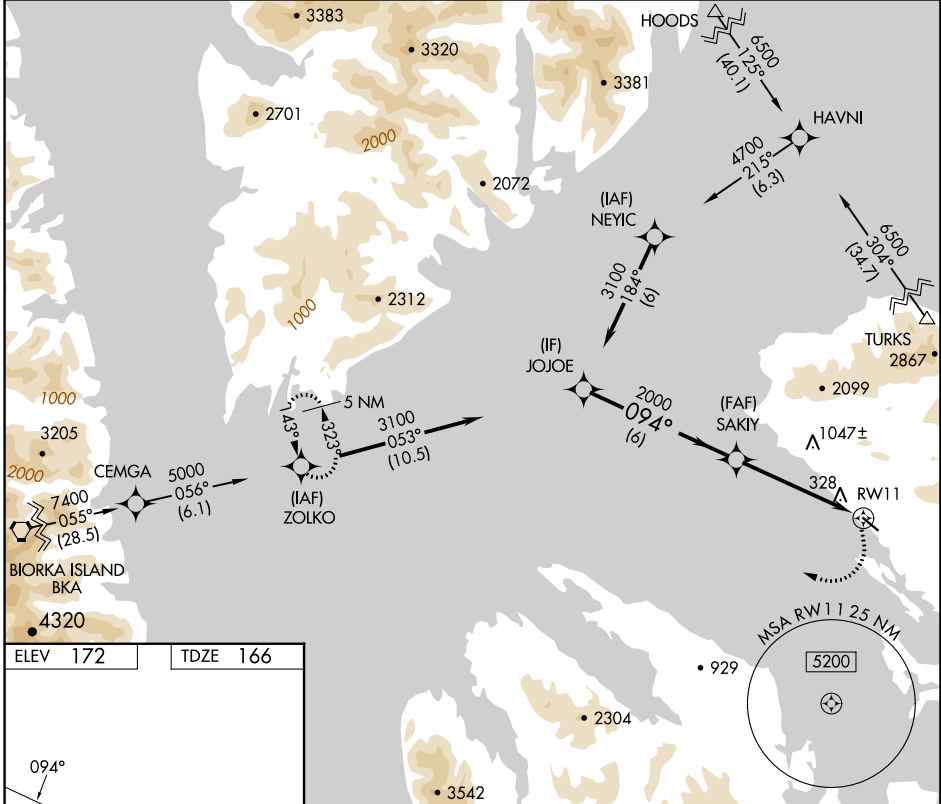 3383
HOODS
3320
6500
125°
(40.1)
3381
2701
HAVNI
2000
4700
215°
(6.3)
2072
(IAF)
NEYIC
6500
304°
(34.7)
3100
184°
(6)
2312
1000
TURKS
2867
(IF)
JOJOE
2099
1000
5 NM
2000
094°
(6)
(FAF)
SAKIY
3205
143°
323°
3100
053°
(10.5)
1047±
2000
CEMGA
5000
056°
(6.1)
(IAF)
ZOLKO
328
RW11
7400
055°
(28.5)
BIORKA ISLAND
BKA
4320
MSA RW11 25 NM
5200
ELEV 172
TDZE 166
929
2304
094°
3542